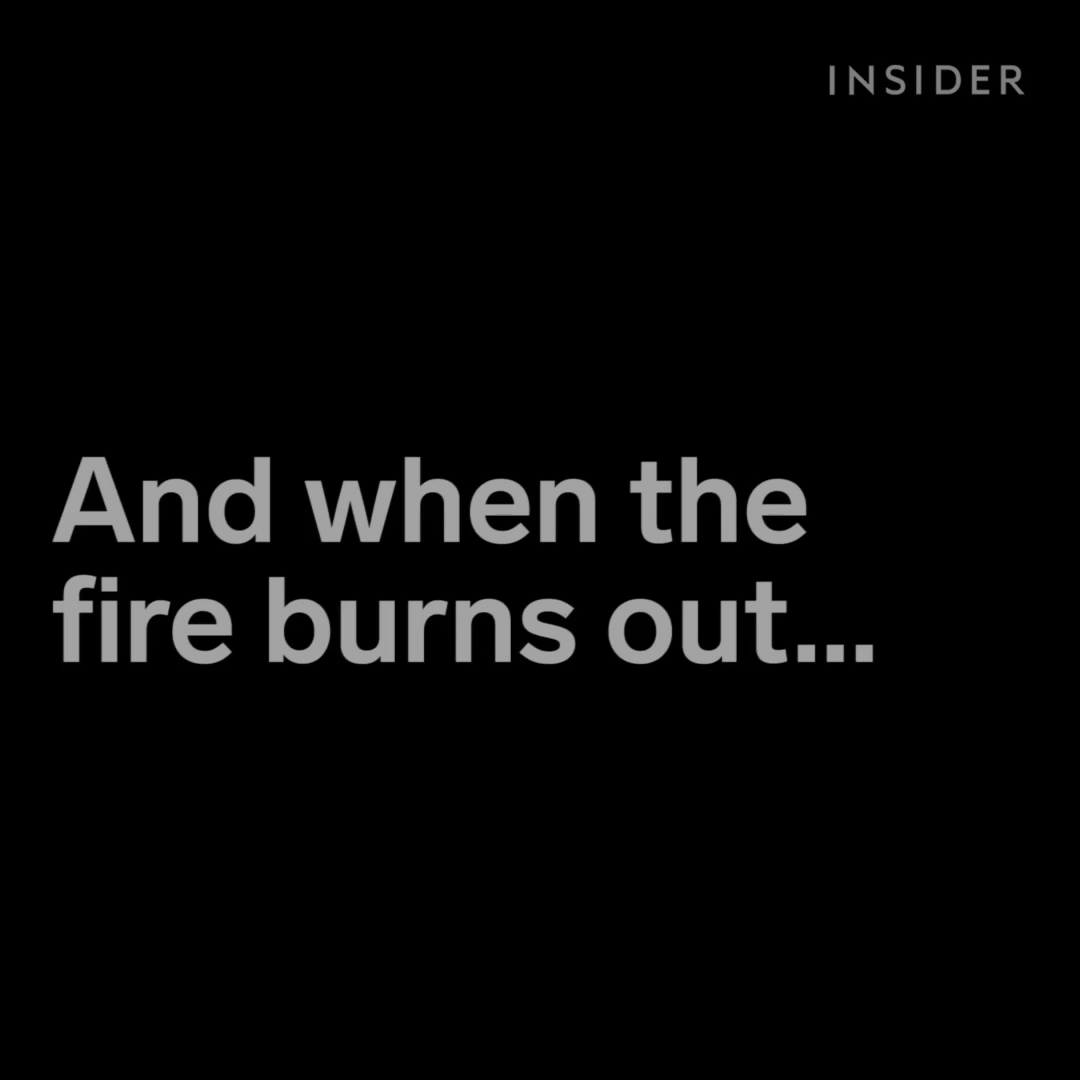 INSIDER
And when the
fire burns out...